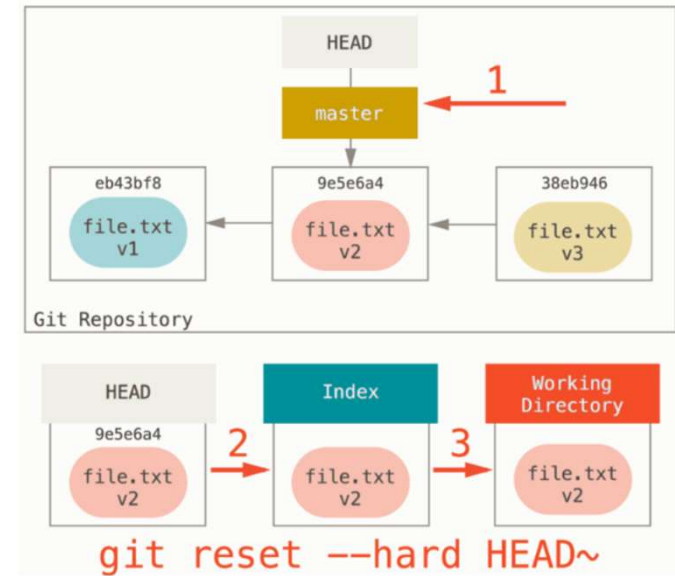 HEAD
1
master
eb43bf8
9e5e6a4
38eb946
file.txt
v1
file.txt
v2
file.txt
v3
Git Repository
HEAD
Index
Working
Directory
9e5e6a4
2
3
file.txt
v2
file.txt
v2
file.txt
v2
git reset --hard HEAD~